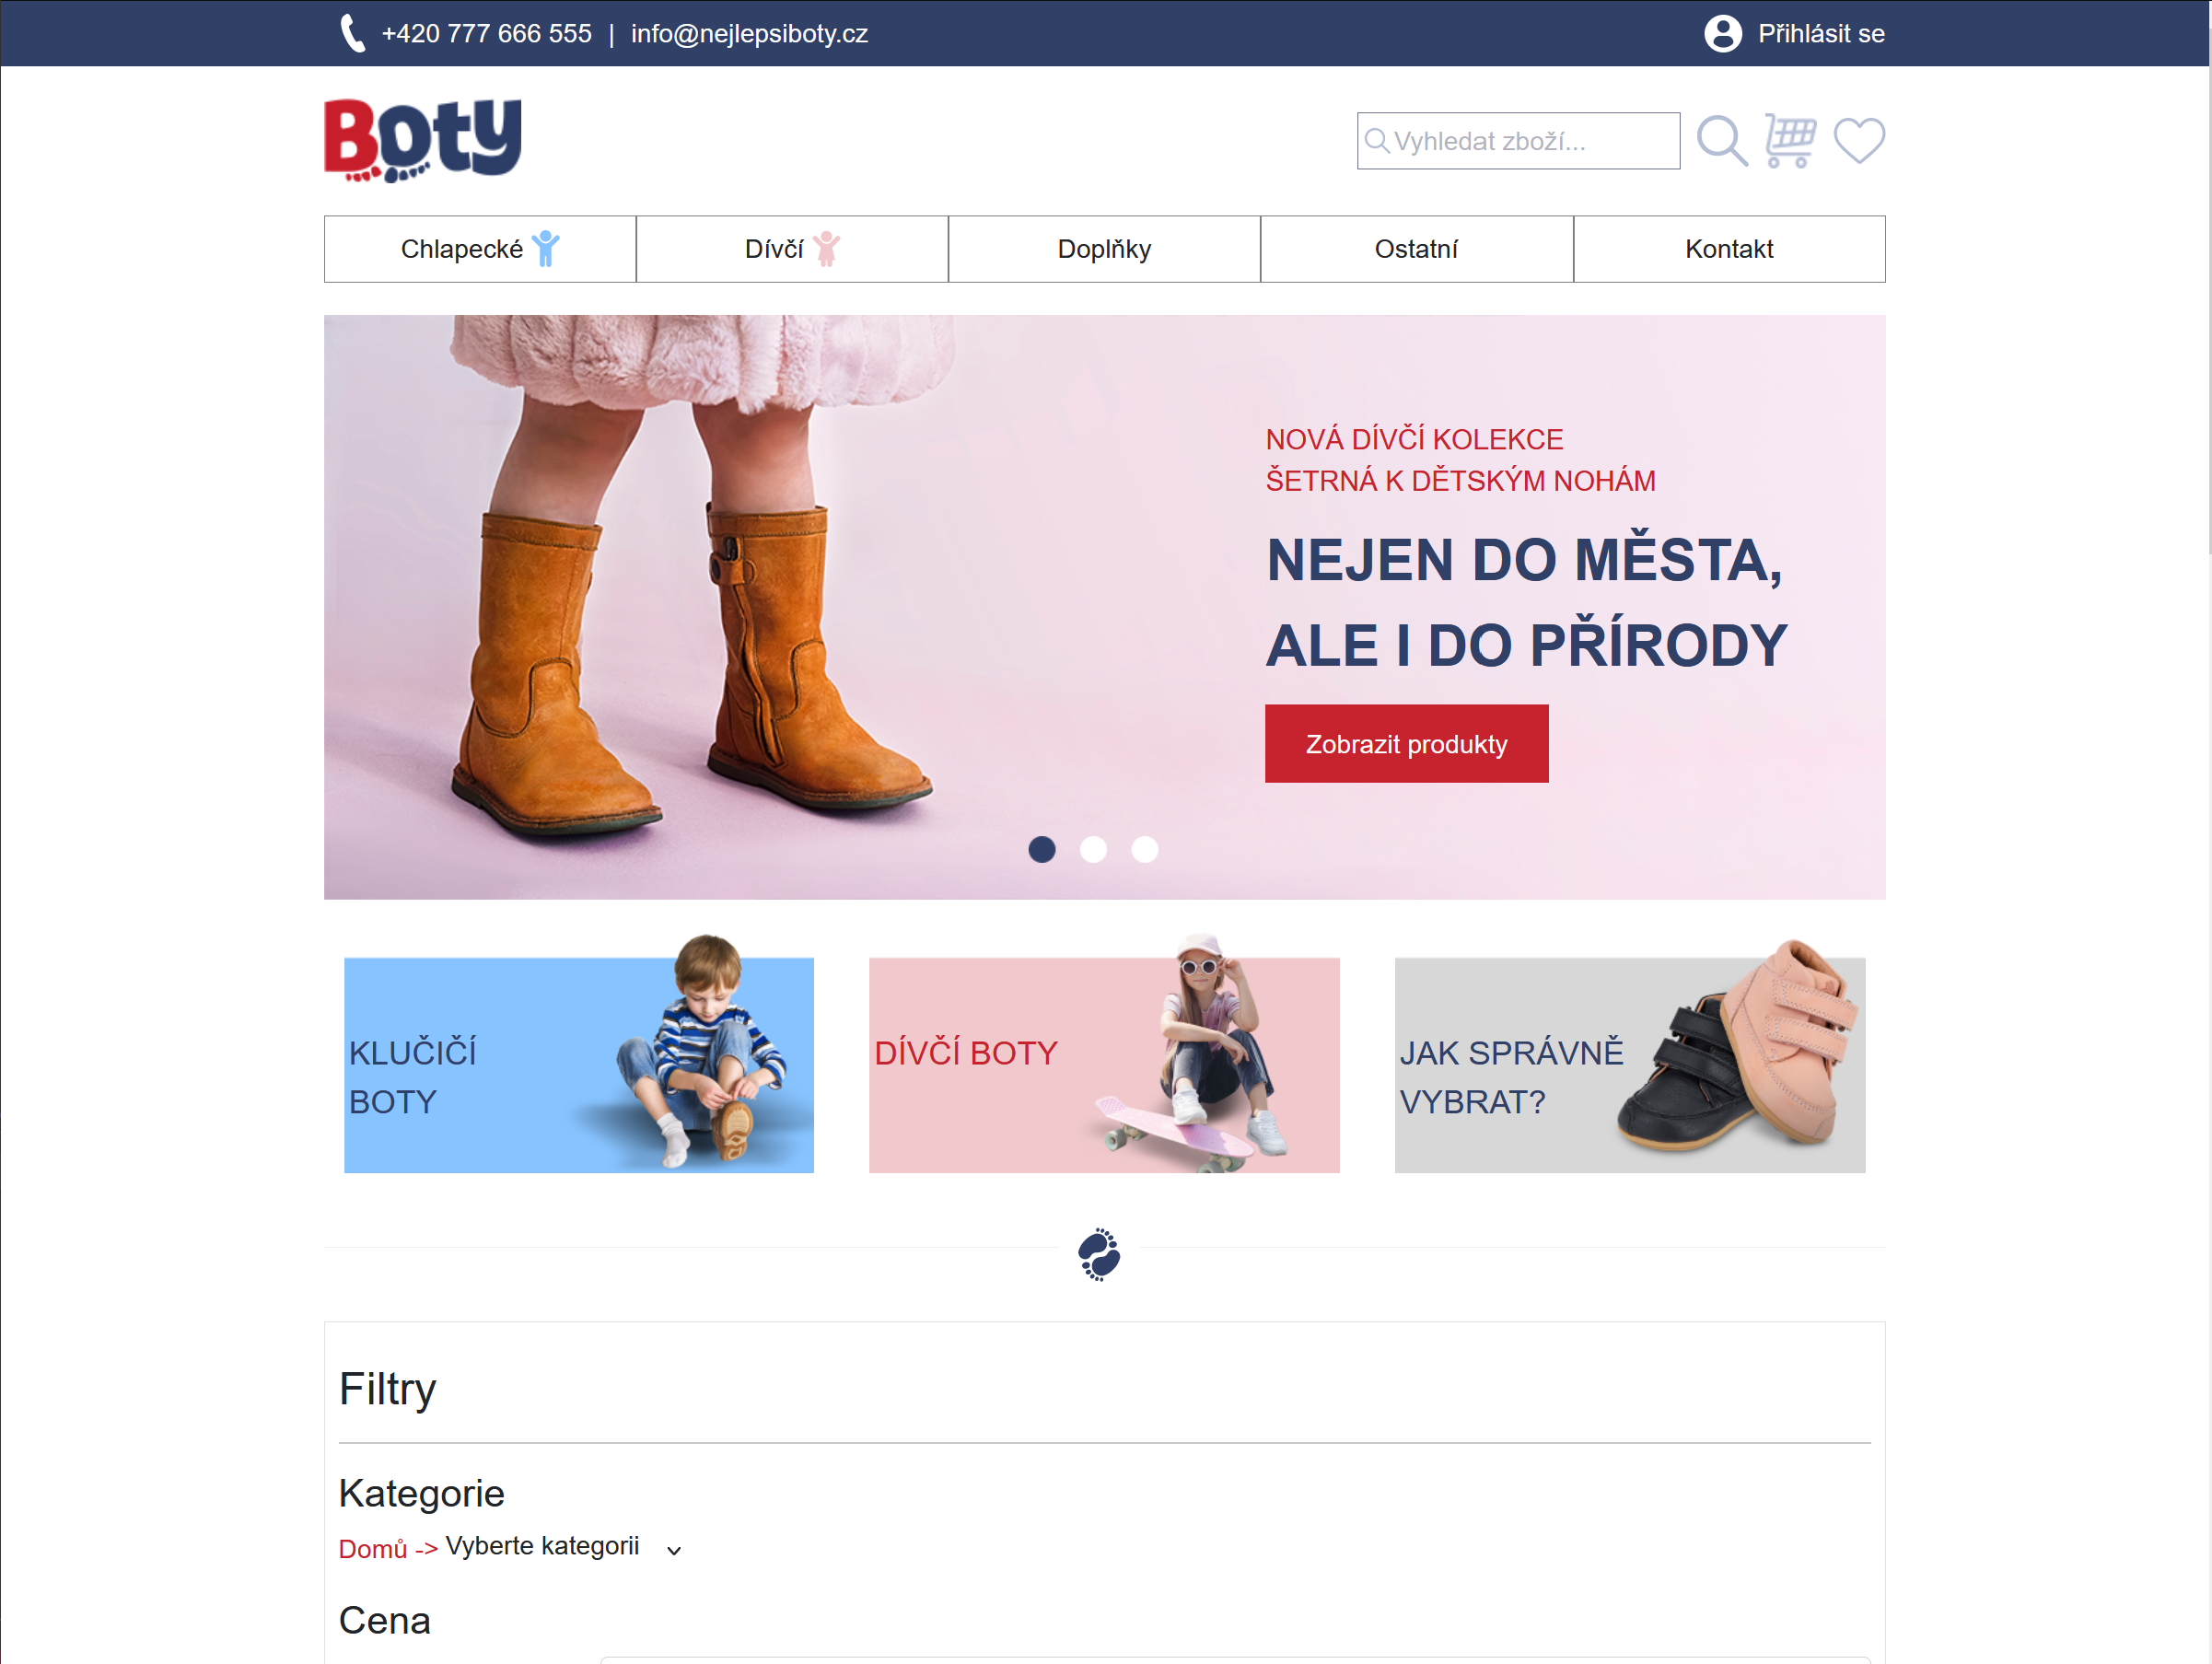 +420 777 666 555 | info@nejlepsiboty.cz
Přihlásit se
Boty
Vyhledat zboží...
Chlapecké
Dívčí
Doplňky
Ostatní
Kontakt
NOVÁ DÍVČÍ KOLEKCE
ŠETRNÁ K DĚTSKÝM NOHÁM
NEJEN DO MĚSTA,
ALE I DO PŘÍRODY
Zobrazit produkty
KLUČIČÍ
BOTY
DÍVČÍ BOTY
JAK SPRÁVNĚ
VYBRAT?
Filtry
Kategorie
Domů -> Vyberte kategorii
Cena